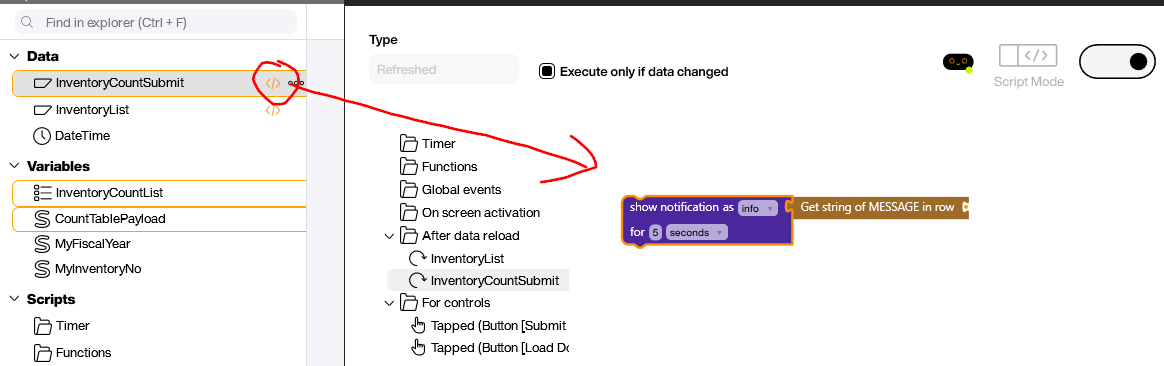 Find in explorer (Ctrl + F)
Data
InventoryCountSubmit
InventoryList
DateTime
Variables
InventoryCountList
CountTablePayload
MyFiscalYear
MyInventoryNo
Scripts
Timer
Functions
Type
Refreshed
Execute only if data changed
Script Mode
Timer
Functions
Global events
On screen activation
After data reload
InventoryList
InventoryCountSubmit
For controls
Tapped (Button [Submit
Tapped (Button [Load Do
show notification as info
Get string of MESSAGE in row
for 5 seconds